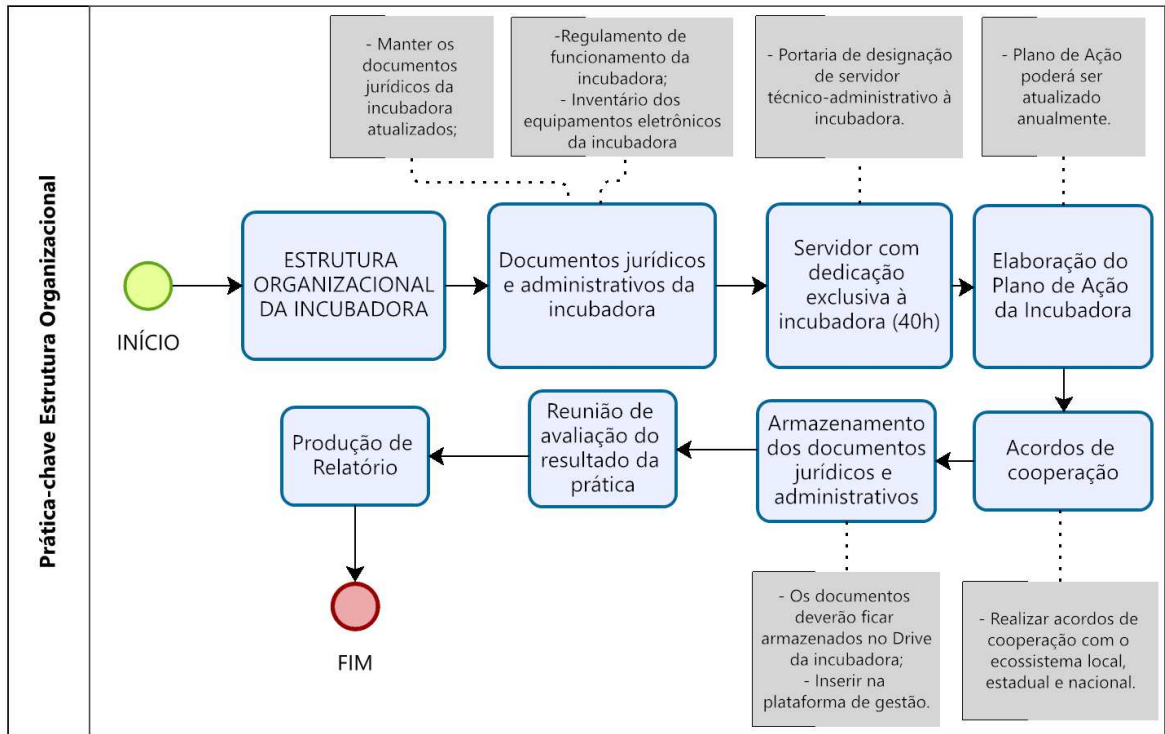 Prática-chave Estrutura Organizacional
- Manter os
documentos
jurídicos da
incubadora
atualizados;
-Regulamento de
funcionamento da
incubadora;
- Inventário dos
equipamentos eletrônicos
da incubadora
- Portaria de designação
de servidor
técnico-administrativo à
incubadora.
- Plano de Ação
poderá ser
atualizado
anualmente.
INÍCIO
ESTRUTURA
ORGANIZACIONAL
DA INCUBADORA
Documentos jurídicos
e administrativos da
incubadora
Servidor com
dedicação
exclusiva à
incubadora (40h)
Elaboração do
Plano de Ação
da Incubadora
Acordos de
cooperação
Armazenamento
dos documentos
jurídicos e
administrativos
Reunião de
avaliação do
resultado da
prática
Produção de
Relatório
FIM
- Os documentos
deverão ficar
armazenados no Drive
da incubadora;
- Inserir na
plataforma de gestão.
- Realizar acordos de
cooperação com o
ecossistema local,
estadual e nacional.